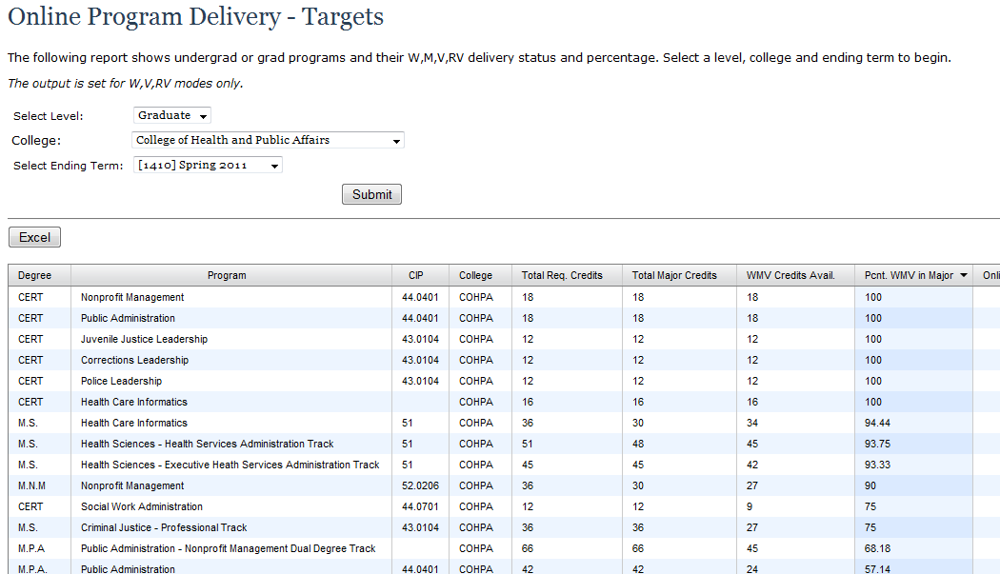 Online Program Delivery - Targets
The following report shows undergrad or grad programs and their W,M,V,RV delivery status and percentage. Select a level, college and ending term to begin.
The output is set for W,V,RV modes only.
Select Level: Graduate
College: College of Health and Public Affairs
Select Ending Term: [1410] Spring 2011
Submit
Excel
Degree Program CIP College Total Req. Credits Total Major Credits WMV Credits Avail. Pcnt. WMV in Major Onli
CERT Nonprofit Management 44.0401 COHPA 18 18 18 100
CERT Public Administration 44.0401 COHPA 18 18 18 100
CERT Juvenile Justice Leadership 43.0104 COHPA 12 12 12 100
CERT Corrections Leadership 43.0104 COHPA 12 12 12 100
CERT Police Leadership 43.0104 COHPA 12 12 12 100
CERT Health Care Informatics COHPA 16 16 16 100
M.S. Health Care Informatics 51 COHPA 36 30 34 94.44
M.S. Health Sciences - Health Services Administration Track 51 COHPA 51 48 45 93.75
M.S. Health Sciences - Executive Heath Services Administration Track 51 COHPA 45 45 42 93.33
M.N.M Nonprofit Management 52.0206 COHPA 36 30 27 90
CERT Social Work Administration 44.0701 COHPA 12 12 9 75
M.S. Criminal Justice - Professional Track 43.0104 COHPA 36 36 27 75
M.P.A Public Administration - Nonprofit Management Dual Degree Track COHPA 66 66 45 68.18
M.P.A. Public Administration 44.0401 COHPA 42 42 24 57.14